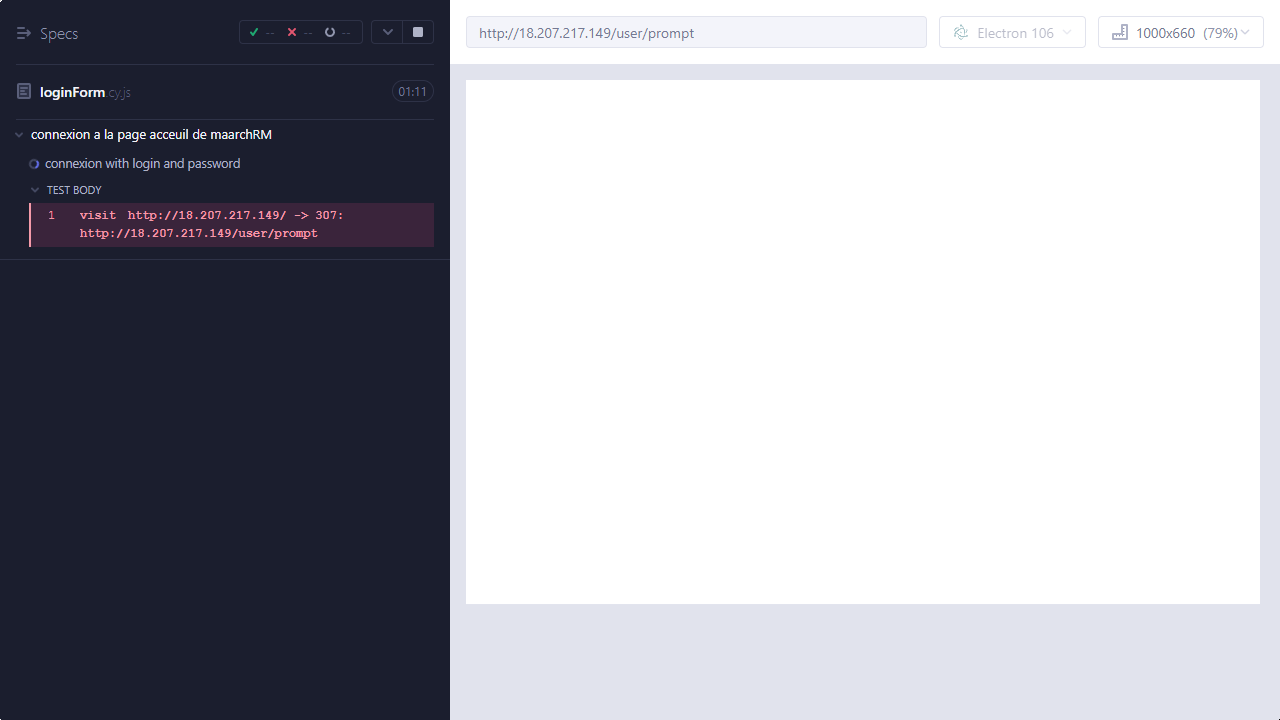 Specs
-- -- --
loginForm.cy.js
01:11
connexion a la page acceuil de maarchRM
connexion with login and password
TEST BODY
1 visit http://18.207.217.149/ -> 307:
http://18.207.217.149/user/prompt
http://18.207.217.149/user/prompt
Electron 106
1000x660 (79%)